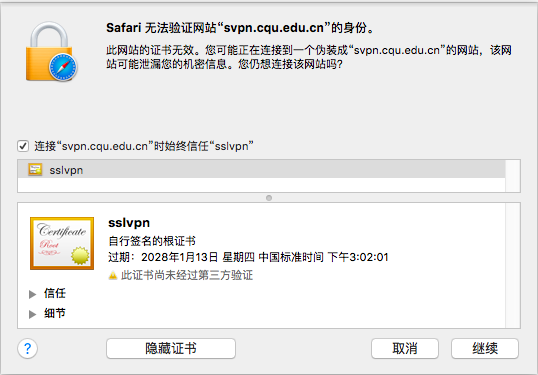 Safari 无法验证网站“svpn.cqu.edu.cn”的身份。
此网站的证书无效。您可能正在连接到一个伪装成“svpn.cqu.edu.cn”的网站，该网
站可能泄漏您的机密信息。您仍想连接该网站吗?
连接“svpn.cqu.edu.cn”时始终信任“sslvpn”
sslvpn
Certificate
Root
sslvpn
自行签名的根证书
过期：2028年1月13日 星期四 中国标准时间 下午3:02:01
此证书尚未经过第三方验证
信任
细节
?
隐藏证书
取消
继续